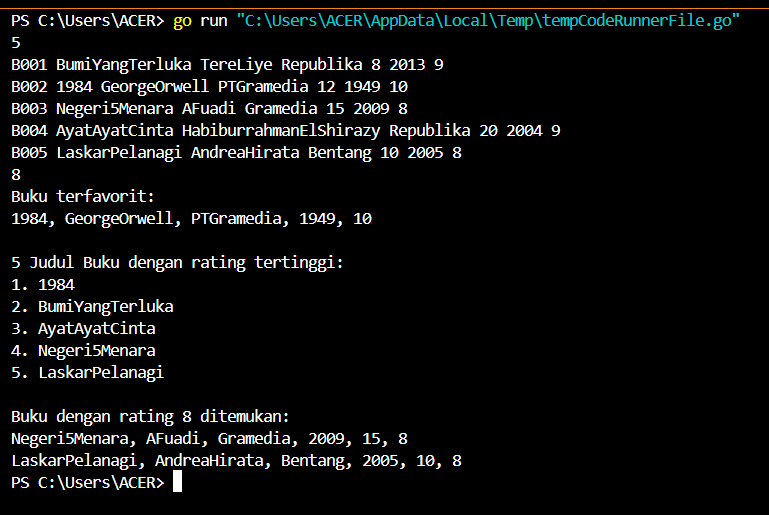 PS C:\Users\ACER> go run "C:\Users\ACER\AppData\Local\Temp\tempCodeRunnerFile.go"
5
B001 BumiYangTerluka TereLiye Republika 8 2013 9
B002 1984 GeorgeOrwell PTGramedia 12 1949 10
B003 Negeri5Menara AFuadi Gramedia 15 2009 8
B004 AyatAyatCinta HabiburrahmanElShirazy Republika 20 2004 9
B005 LaskarPelanagi AndreaHirata Bentang 10 2005 8
8
Buku terfavorit:
1984, GeorgeOrwell, PTGramedia, 1949, 10

5 Judul Buku dengan rating tertinggi:
1. 1984
2. BumiYangTerluka
3. AyatAyatCinta
4. Negeri5Menara
5. LaskarPelanagi

Buku dengan rating 8 ditemukan:
Negeri5Menara, AFuadi, Gramedia, 2009, 15, 8
LaskarPelanagi, AndreaHirata, Bentang, 2005, 10, 8
PS C:\Users\ACER>